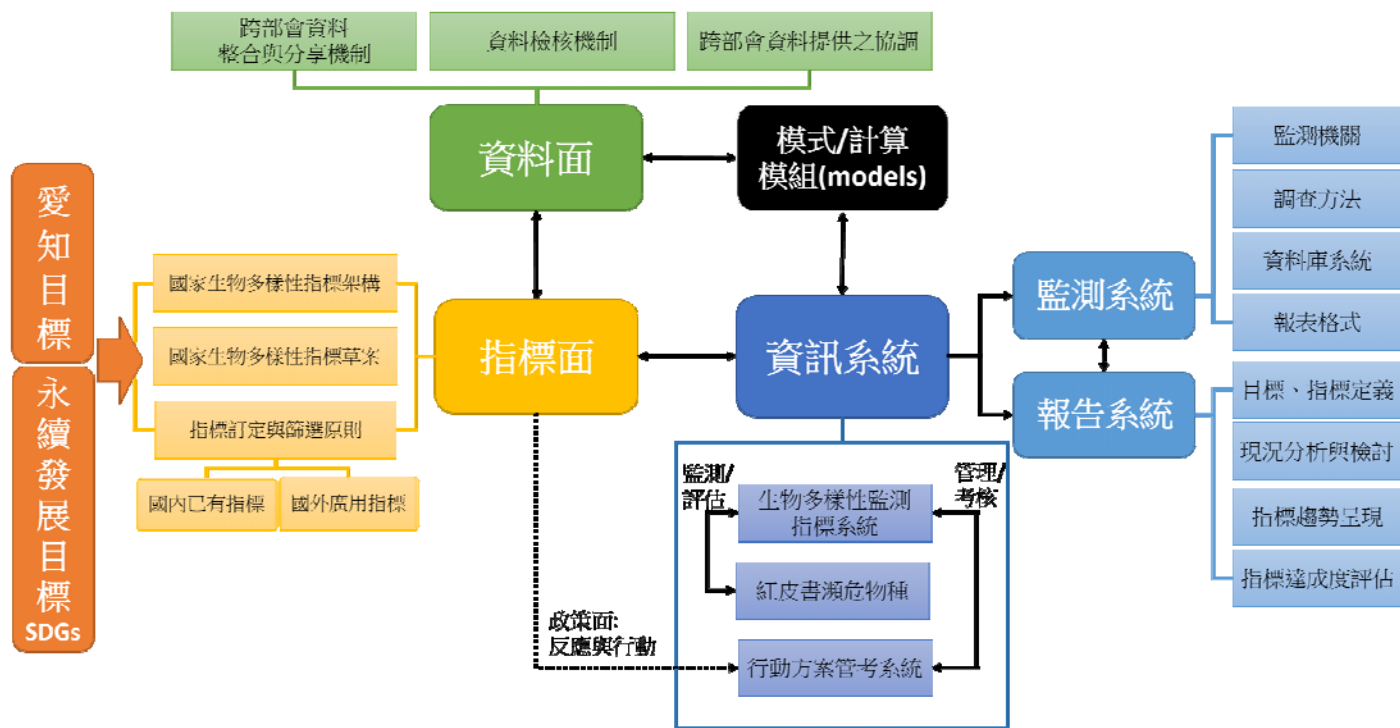 跨部會資料
整合與分享機制
資料檢核機制
跨部會資料提供之協調
資料面
模式/計算
模組(models)
愛知目標
永續發展目標
SDGs
國家生物多樣性指標架構
國家生物多樣性指標草案
指標訂定與篩選原則
國內已有指標
國外廣用指標
指標面
資訊系統
監測系統
報告系統
監測機關
調查方法
資料庫系統
報表格式
目標、指標定義
現況分析與檢討
指標趨勢呈現
指標達成度評估
監測/
評估
管理/
考核
生物多樣性監測
指標系統
紅皮書瀕危物種
行動方案管考系統
政策面:
反應與行動